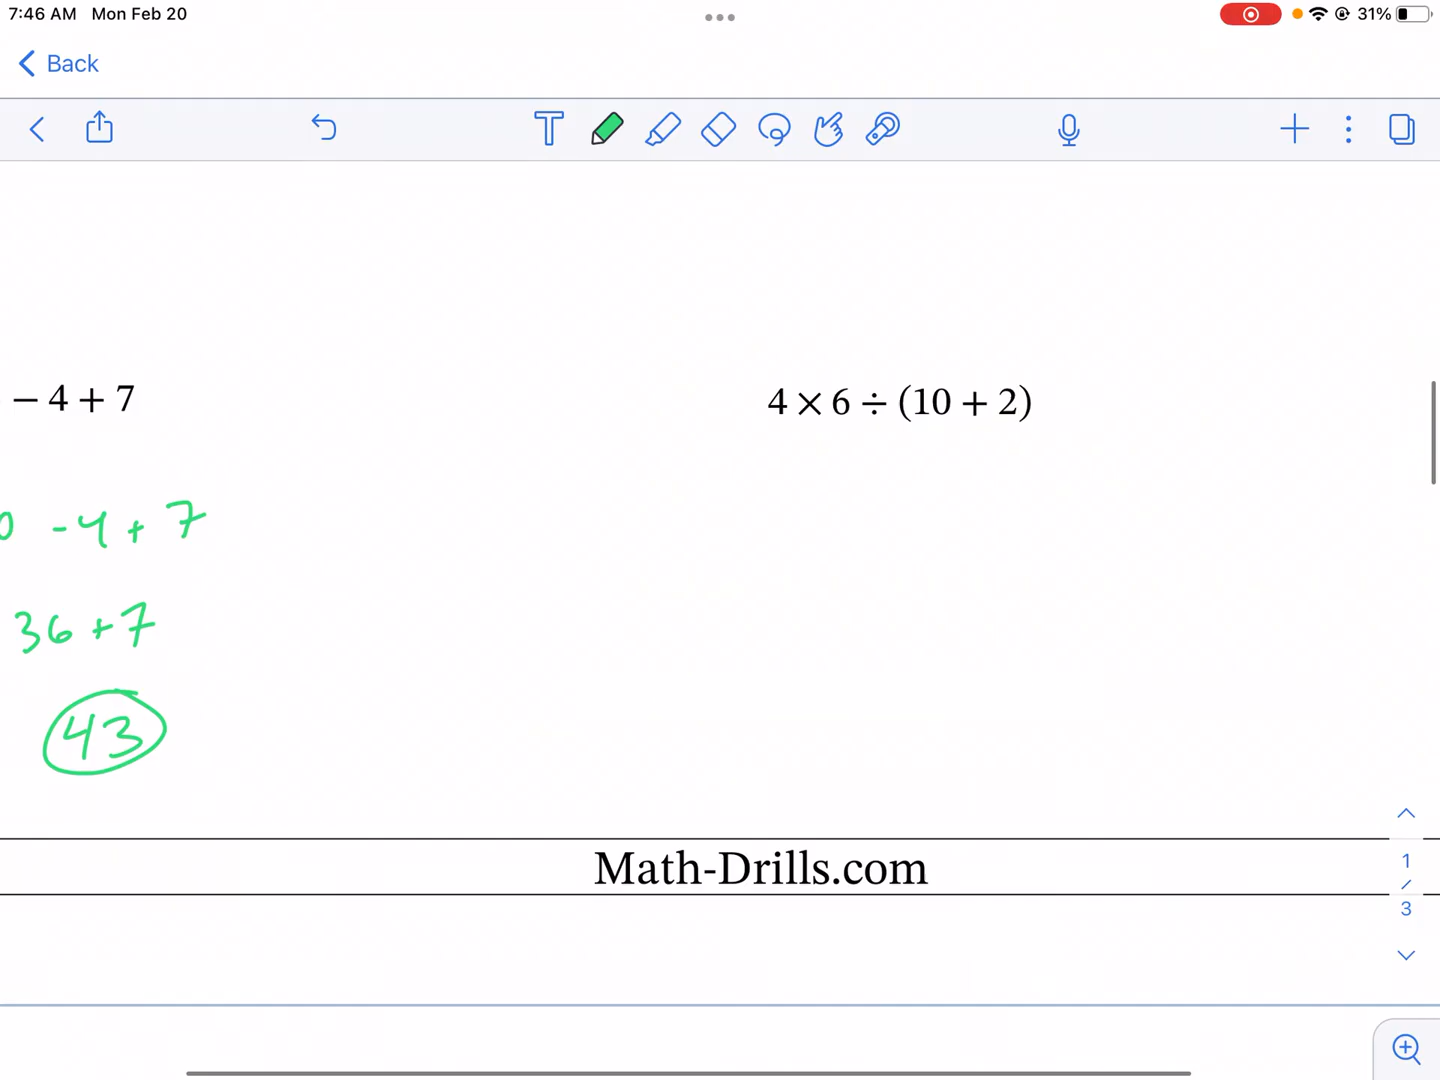 7:46 AM Mon Feb 20
31%
Back
− 4 + 7
4 × 6 ÷ (10 + 2)
0 - 4 + 7
36 + 7
43
Math-Drills.com
1
/
3